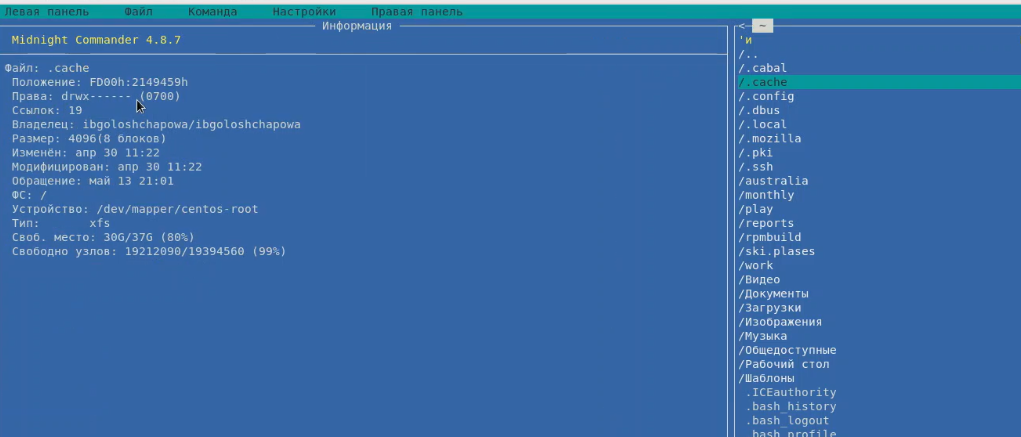 Левая панель Файл Команда Настройки Правая панель
Информация
Midnight Commander 4.8.7
Файл: .cache
Положение: FD00h:2149459h
Права: drwx------ (0700)
Ссылок: 19
Владелец: ibgoloshchapowa/ibgoloshchapowa
Размер: 4096(8 блоков)
Изменён: апр 30 11:22
Модифицирован: апр 30 11:22
Обращение: май 13 21:01
ФС: /
Устройство: /dev/mapper/centos-root
Тип: xfs
Своб. место: 30G/37G (80%)
Свободно узлов: 19212090/19394560 (99%)
<- ~
'и
/..
/.cabal
/.cache
/.config
/.dbus
/.local
/.mozilla
/.pki
/.ssh
/australia
/monthly
/play
/reports
/rpmbuild
/ski.plases
/work
/Видео
/Документы
/Загрузки
/Изображения
/Музыка
/Общедоступные
/Рабочий стол
/Шаблоны
.ICEauthority
.bash_history
.bash_logout
.bash_profile